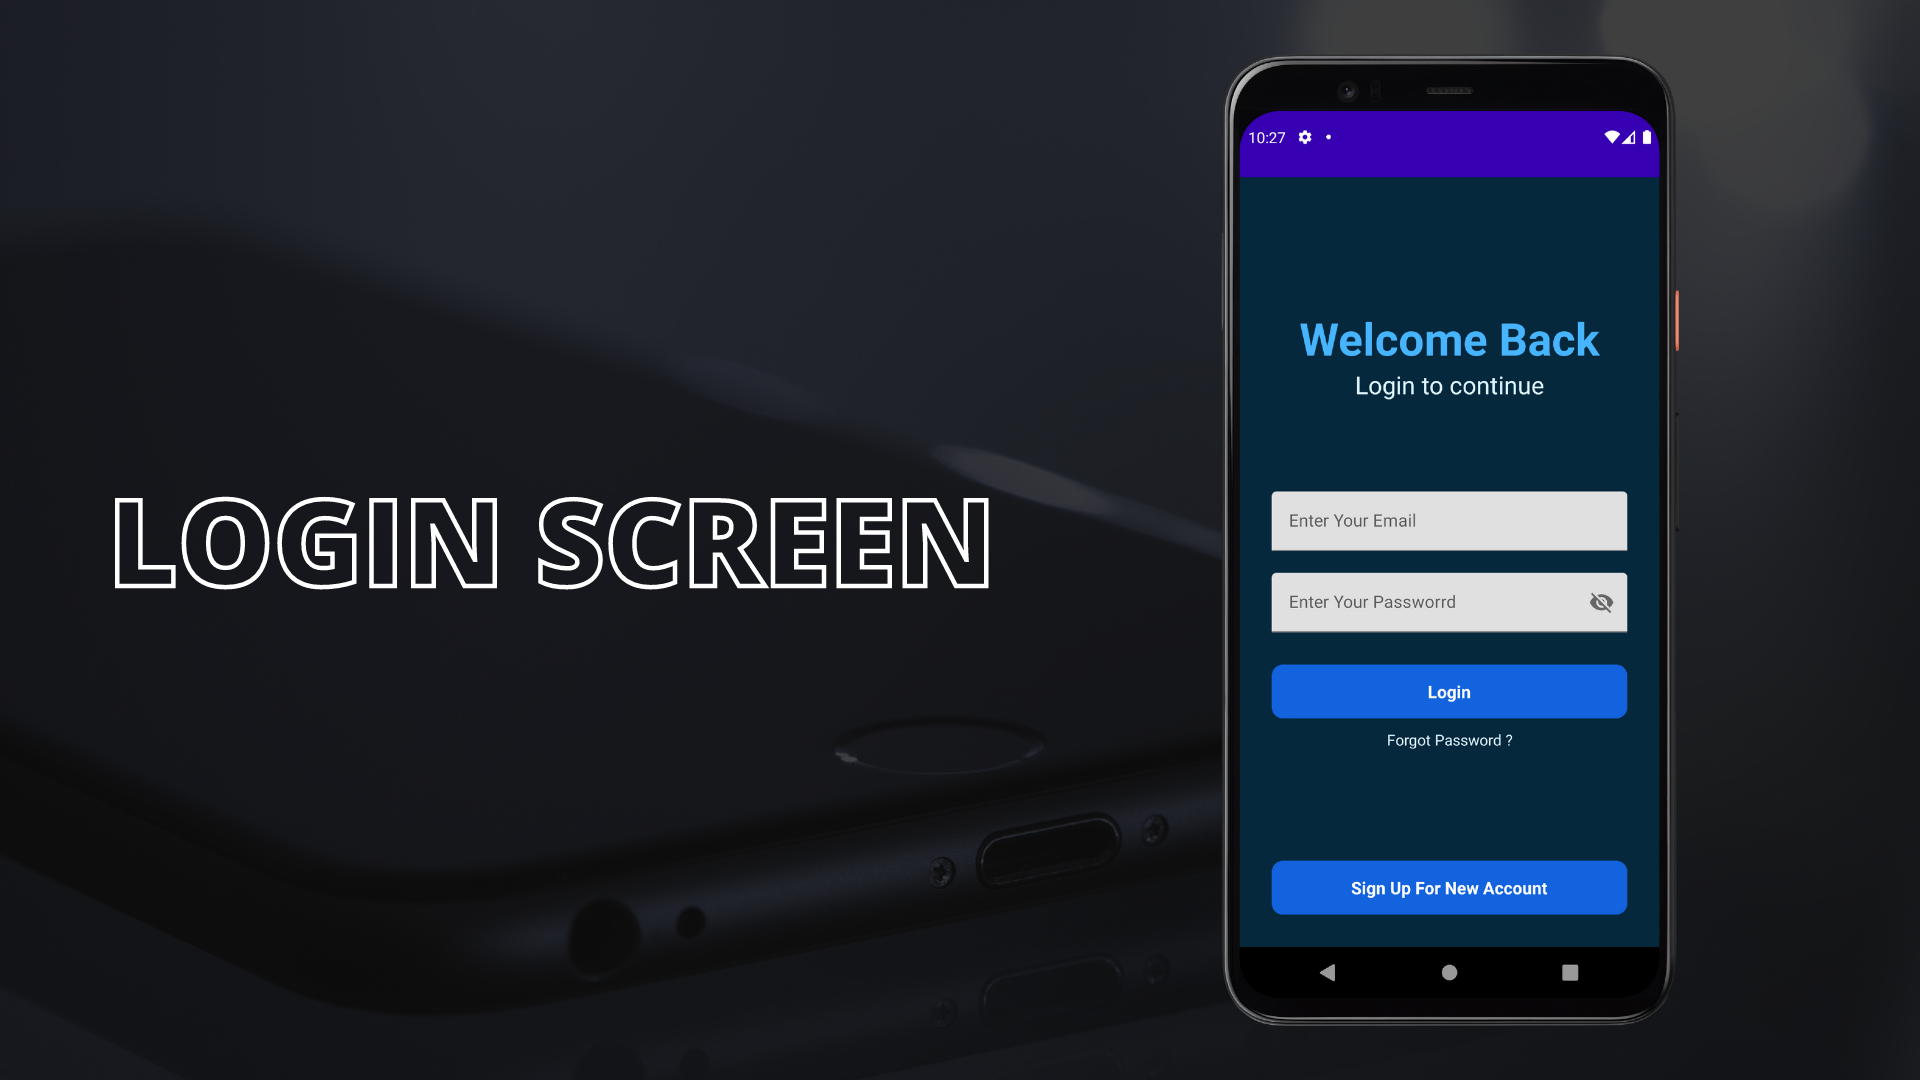 LOGIN SCREEN
10:27
Welcome Back
Login to continue
Enter Your Email
Enter Your Passworrd
Login
Forgot Password ?
Sign Up For New Account